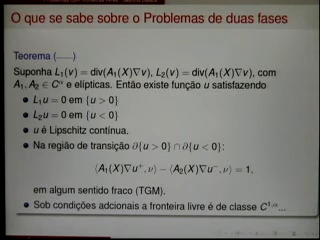 O que se sabe sobre o Problemas de duas fases
Teorema (——)
Suponha L₁(v) = div(A₁(X)∇v), L₂(v) = div(A₁(X)∇v), com
A₁, A₂ ∈ Cᵅ e elípticas. Então existe função u satisfazendo
L₁u = 0 em {u > 0}
L₂u = 0 em {u < 0}
u é Lipschitz contínua.
Na região de transição ∂{u > 0} ∩ ∂{u < 0}:
⟨A₁(X)∇u⁺, ν⟩ − ⟨A₂(X)∇u⁻, ν⟩ = 1,
em algum sentido fraco (TGM).
Sob condições adcionais a fronteira livre é de classe C¹,ᵅ...